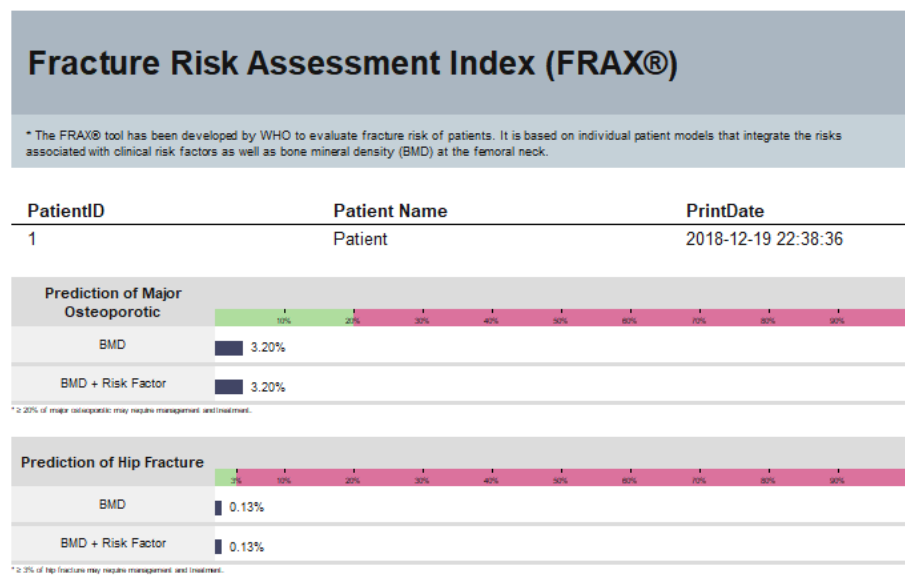 Fracture Risk Assessment Index (FRAX®)
* The FRAX® tool has been developed by WHO to evaluate fracture risk of patients. It is based on individual patient models that integrate the risks
associated with clinical risk factors as well as bone mineral density (BMD) at the femoral neck.
PatientID Patient Name PrintDate
1 Patient 2018-12-19 22:38:36
Prediction of Major
Osteoporotic
10% 20% 30% 40% 50% 60% 70% 80% 90%
BMD 3.20%
BMD + Risk Factor 3.20%
* ≥ 20% of major osteoporotic may require management and treatment.
Prediction of Hip Fracture
3% 10% 20% 30% 40% 50% 60% 70% 80% 90%
BMD 0.13%
BMD + Risk Factor 0.13%
* ≥ 3% of hip fracture may require management and treatment.